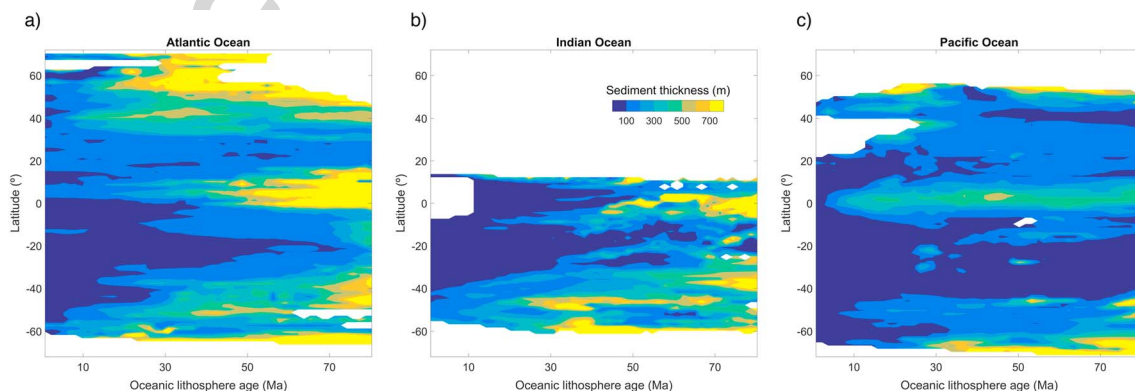 a)
Atlantic Ocean
60
40
20
0
-20
-40
-60
Latitude (º)
10
30
50
70
Oceanic lithosphere age (Ma)
b)
Indian Ocean
Sediment thickness (m)
100 300 500 700
60
40
20
0
-20
-40
-60
Latitude (º)
10
30
50
70
Oceanic lithosphere age (Ma)
c)
Pacific Ocean
60
40
20
0
-20
-40
-60
Latitude (º)
10
30
50
70
Oceanic lithosphere age (Ma)